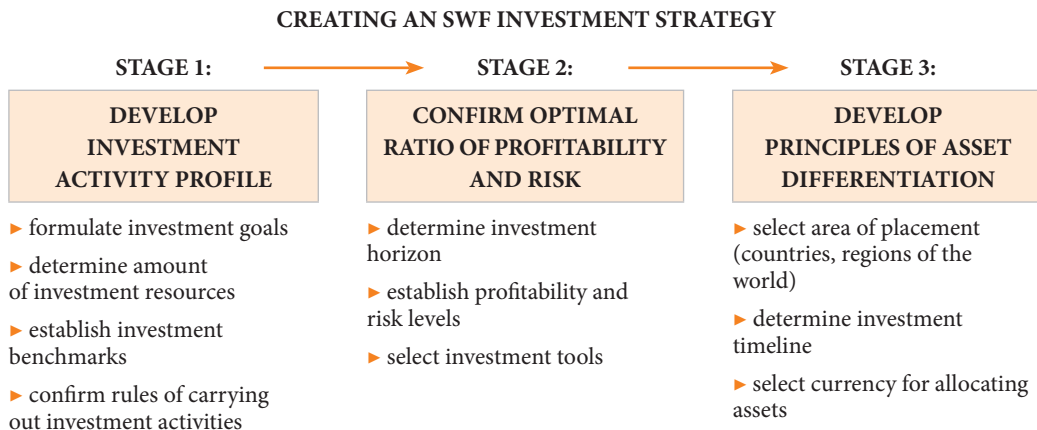 CREATING AN SWF INVESTMENT STRATEGY
STAGE 1:
DEVELOP
INVESTMENT
ACTIVITY PROFILE
► formulate investment goals
► determine amount
of investment resources
► establish investment
benchmarks
► confirm rules of carrying
out investment activities
STAGE 2:
CONFIRM OPTIMAL
RATIO OF PROFITABILITY
AND RISK
► determine investment
horizon
► establish profitability and
risk levels
► select investment tools
STAGE 3:
DEVELOP
PRINCIPLES OF ASSET
DIFFERENTIATION
► select area of placement
(countries, regions of the
world)
► determine investment
timeline
► select currency for allocating
assets